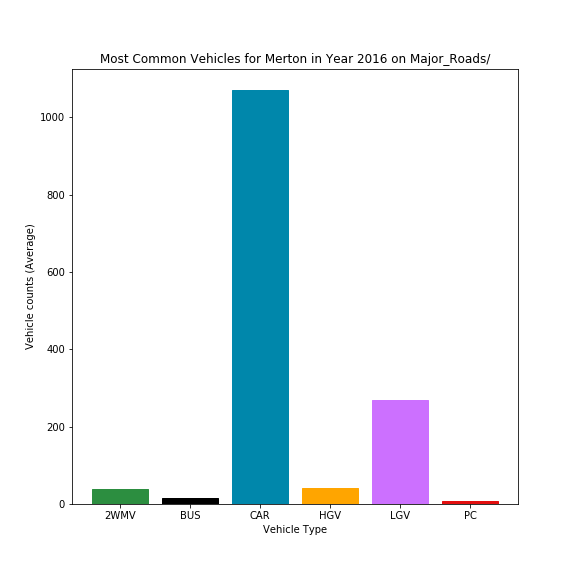 Most Common Vehicles for Merton in Year 2016 on Major_Roads/
1000
800
600
400
200
0
Vehicle counts (Average)
2WMV BUS CAR HGV LGV PC
Vehicle Type